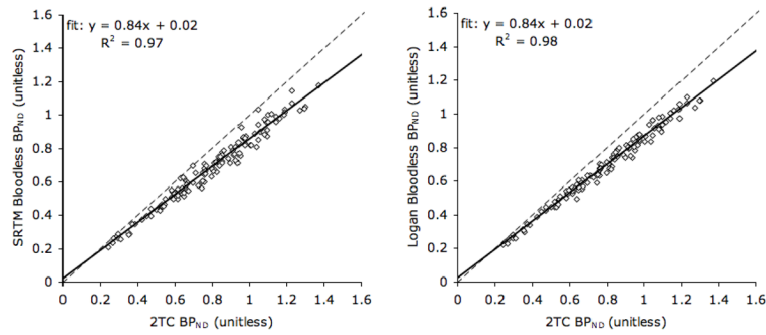 fit: y = 0.84x + 0.02
R² = 0.97
SRTM Bloodless BP_ND (unitless)
1.6
1.4
1.2
1.0
0.8
0.6
0.4
0.2
0
0 0.2 0.4 0.6 0.8 1.0 1.2 1.4 1.6
2TC BP_ND (unitless)
fit: y = 0.84x + 0.02
R² = 0.98
Logan Bloodless BP_ND (unitless)
1.6
1.4
1.2
1.0
0.8
0.6
0.4
0.2
0
0 0.2 0.4 0.6 0.8 1.0 1.2 1.4 1.6
2TC BP_ND (unitless)